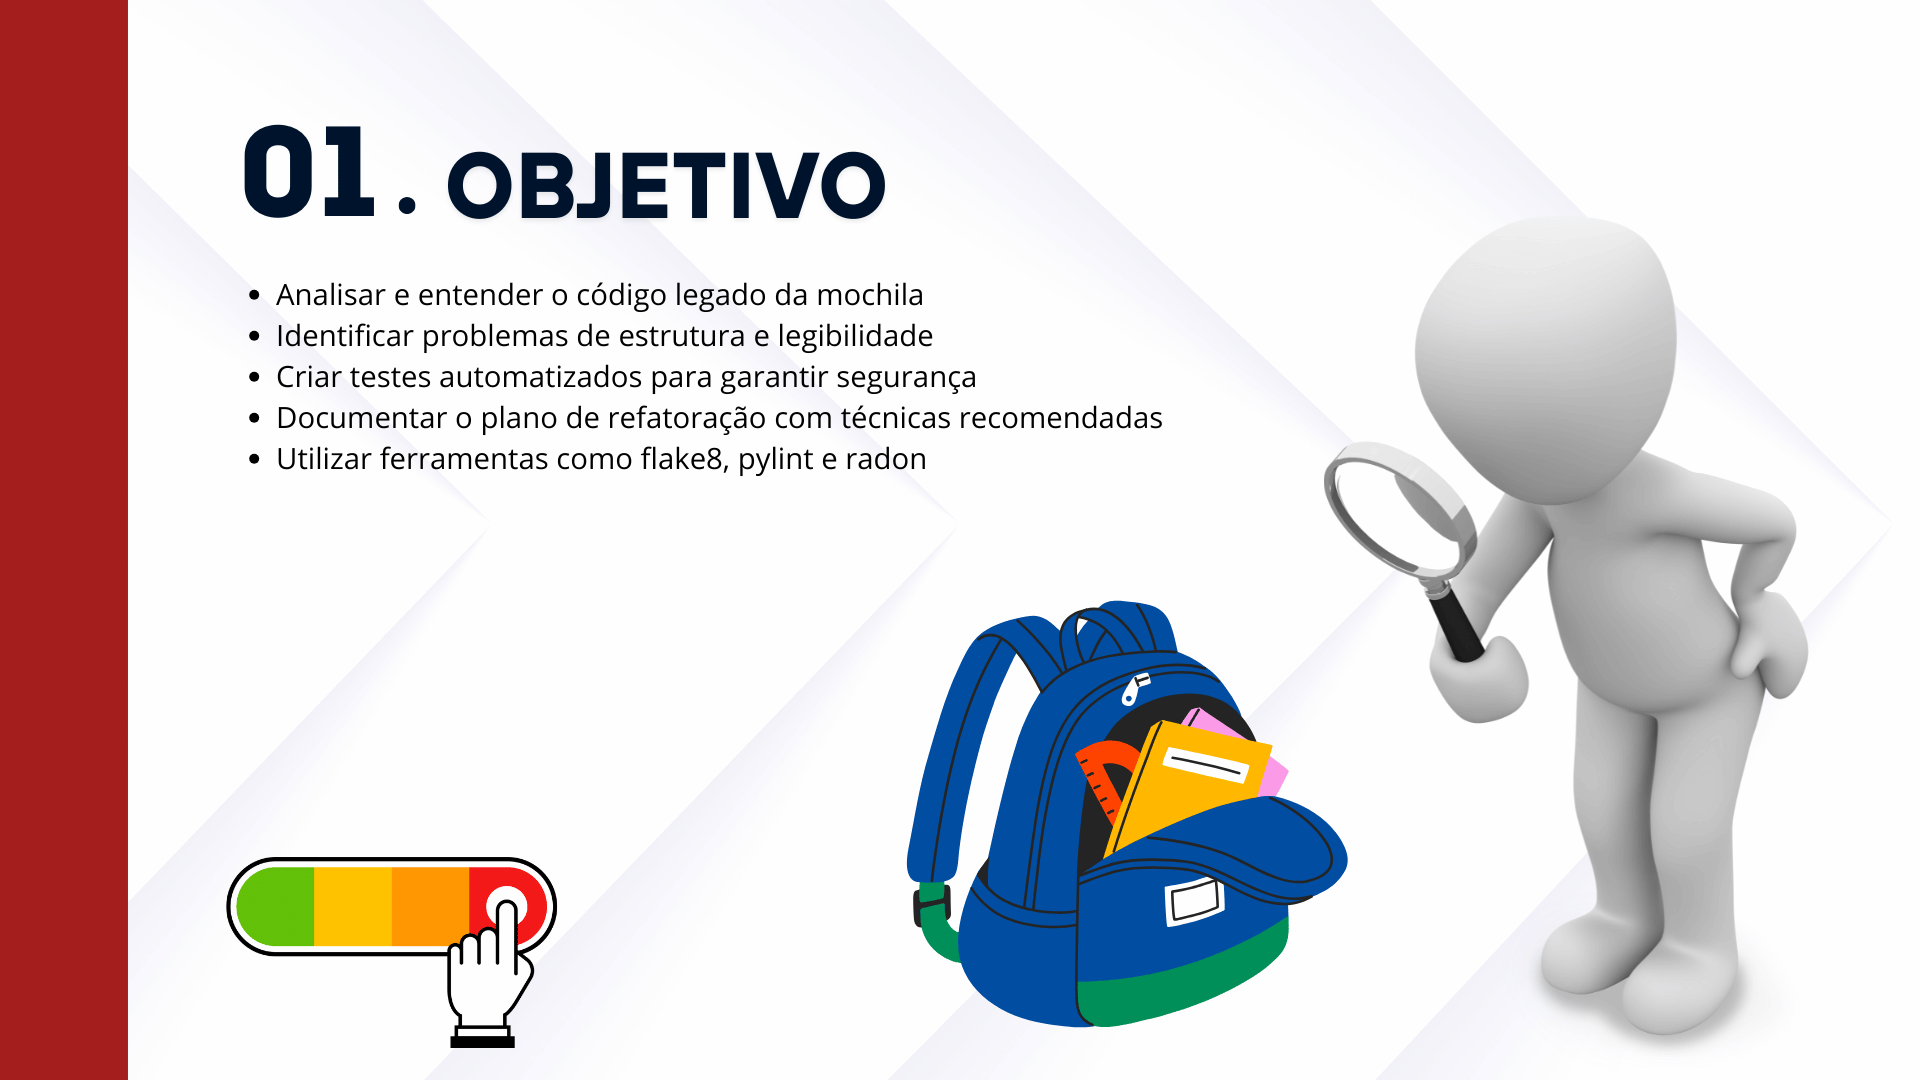 01. OBJETIVO
• Analisar e entender o código legado da mochila
• Identificar problemas de estrutura e legibilidade
• Criar testes automatizados para garantir segurança
• Documentar o plano de refatoração com técnicas recomendadas
• Utilizar ferramentas como flake8, pylint e radon